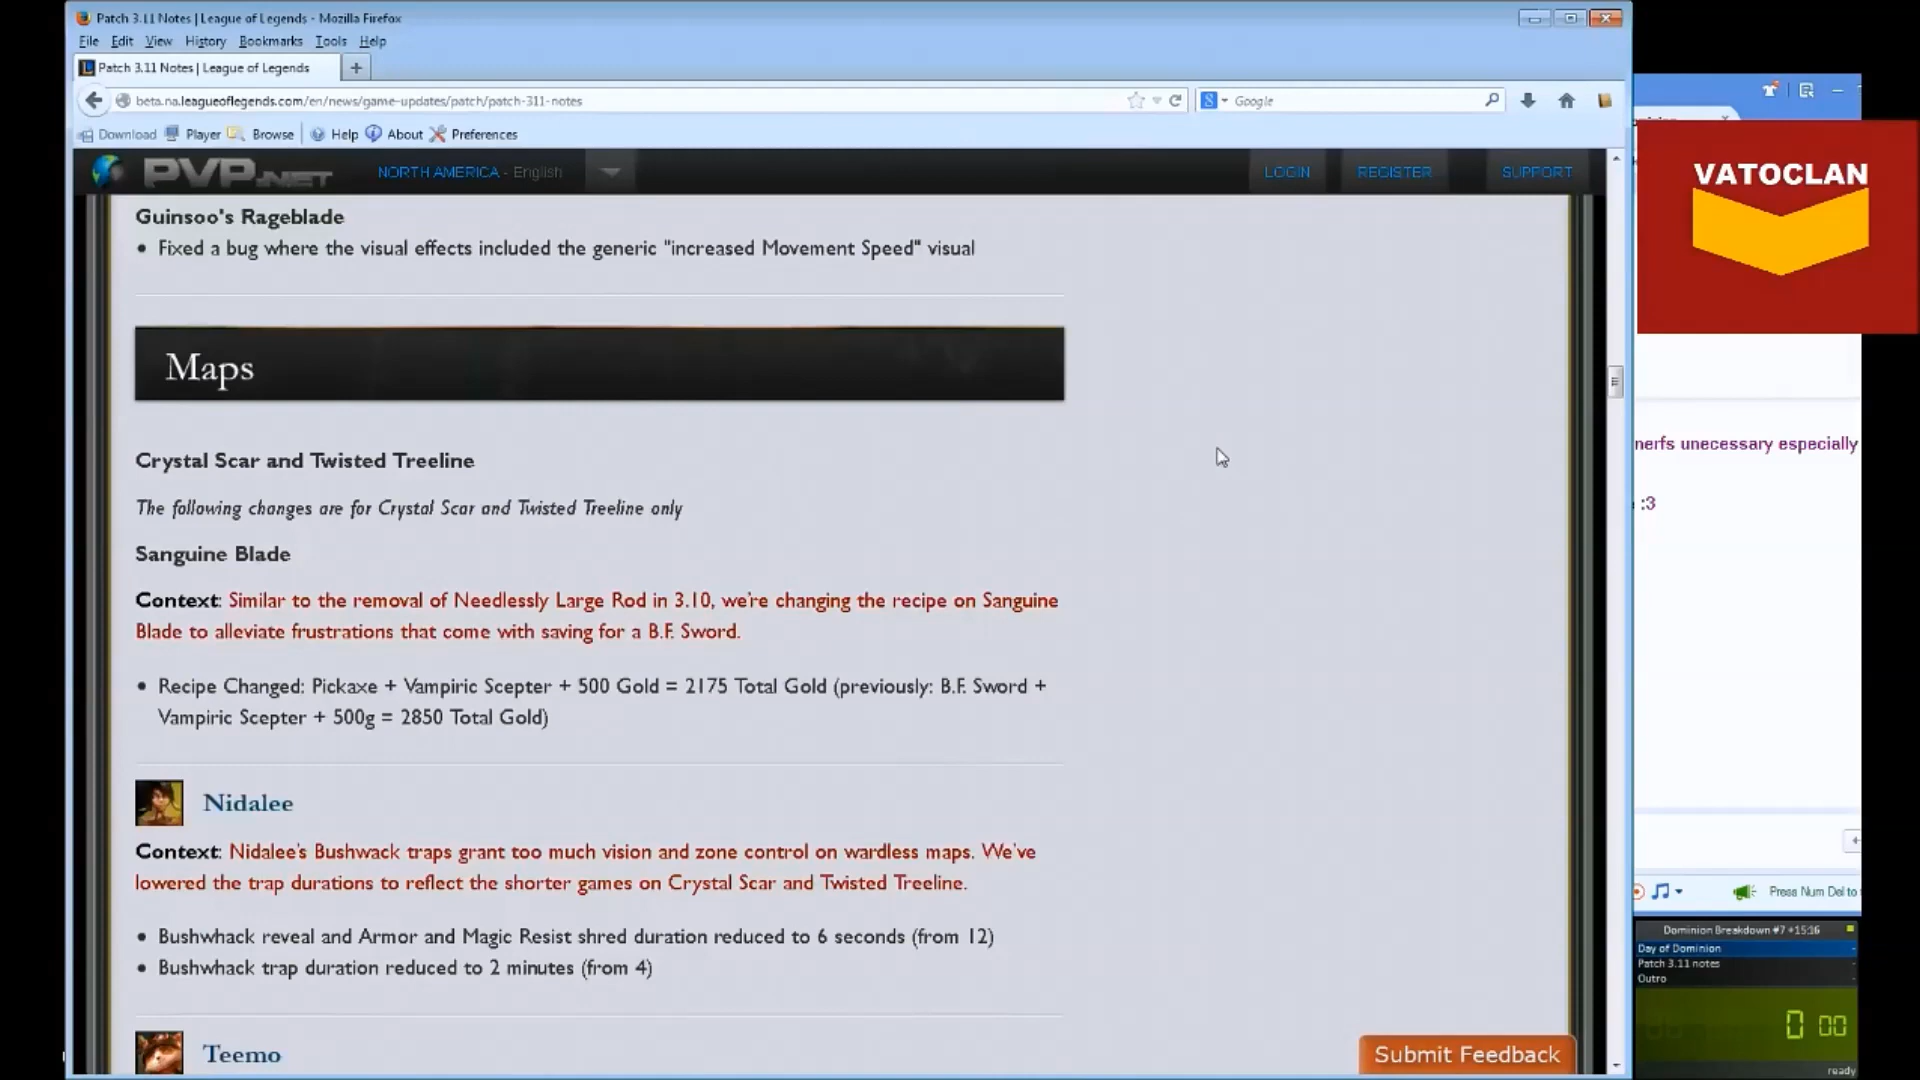 Patch 3.11 Notes | League of Legends - Mozilla Firefox
File Edit View History Bookmarks Tools Help
Patch 3.11 Notes | League of Legends
beta.na.leagueoflegends.com/en/news/game-updates/patch/patch-311-notes
Google
Download Player Browse Help About Preferences
PVP.NET
NORTH AMERICA - English
LOGIN REGISTER SUPPORT
VATOCLAN
Guinsoo's Rageblade
• Fixed a bug where the visual effects included the generic "increased Movement Speed" visual
Maps
Crystal Scar and Twisted Treeline
The following changes are for Crystal Scar and Twisted Treeline only
Sanguine Blade
Context: Similar to the removal of Needlessly Large Rod in 3.10, we're changing the recipe on Sanguine
Blade to alleviate frustrations that come with saving for a B.F. Sword.
• Recipe Changed: Pickaxe + Vampiric Scepter + 500 Gold = 2175 Total Gold (previously: B.F. Sword +
Vampiric Scepter + 500g = 2850 Total Gold)
Nidalee
Context: Nidalee's Bushwack traps grant too much vision and zone control on wardless maps. We've
lowered the trap durations to reflect the shorter games on Crystal Scar and Twisted Treeline.
• Bushwhack reveal and Armor and Magic Resist shred duration reduced to 6 seconds (from 12)
• Bushwhack trap duration reduced to 2 minutes (from 4)
Teemo
Submit Feedback
nerfs unecessary especially
:3
Press Num Del to
Dominion Breakdown #7 +15:16
Day of Dominion -
Patch 3.11 notes -
Outro -
0 00
ready